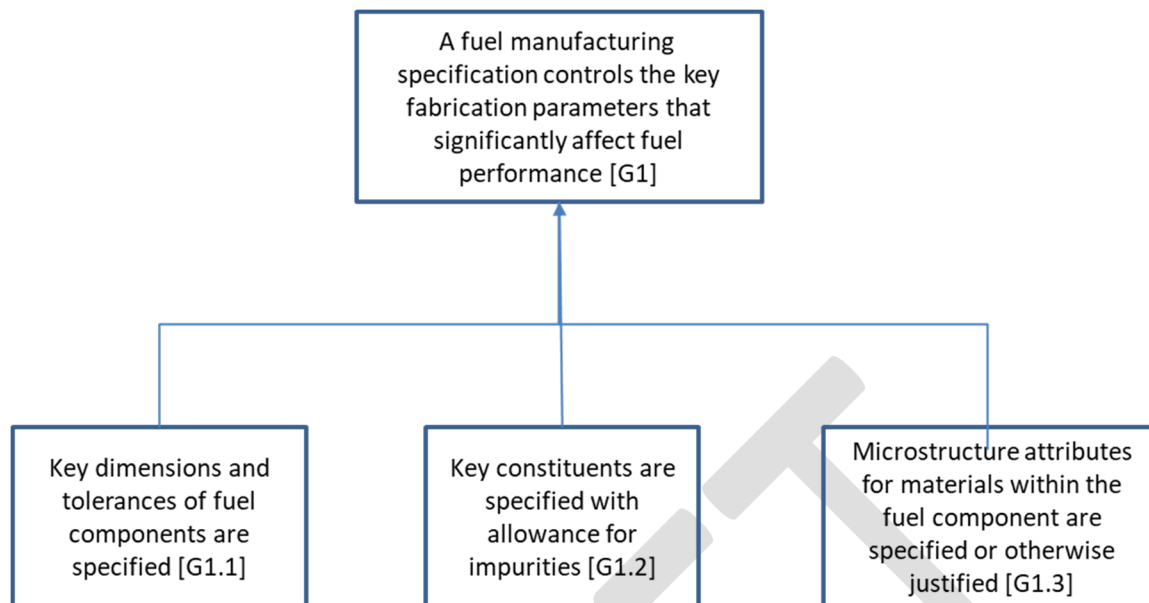 A fuel manufacturing
specification controls the key
fabrication parameters that
significantly affect fuel
performance [G1]
Key dimensions and
tolerances of fuel
components are
specified [G1.1]
Key constituents are
specified with
allowance for
impurities [G1.2]
Microstructure attributes
for materials within the
fuel component are
specified or otherwise
justified [G1.3]